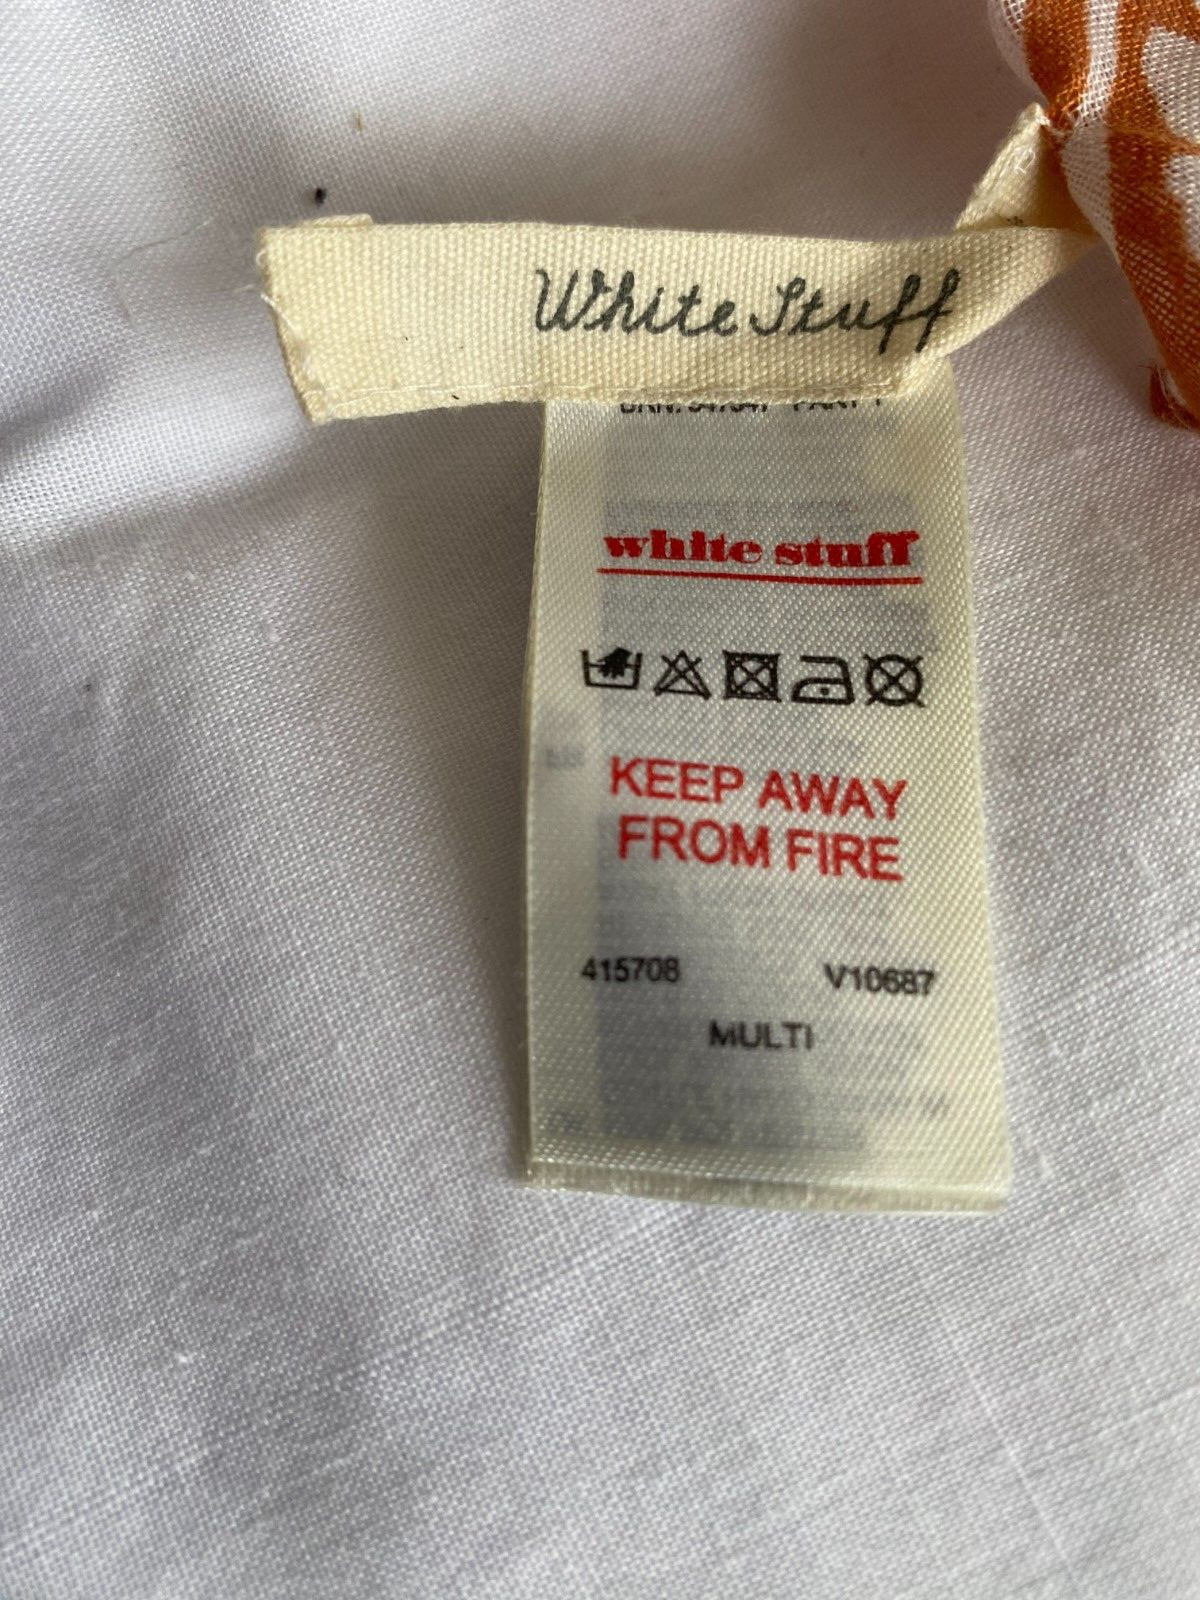 White Stuff
white stuff
KEEP AWAY
FROM FIRE
415708 V10687
MULTI